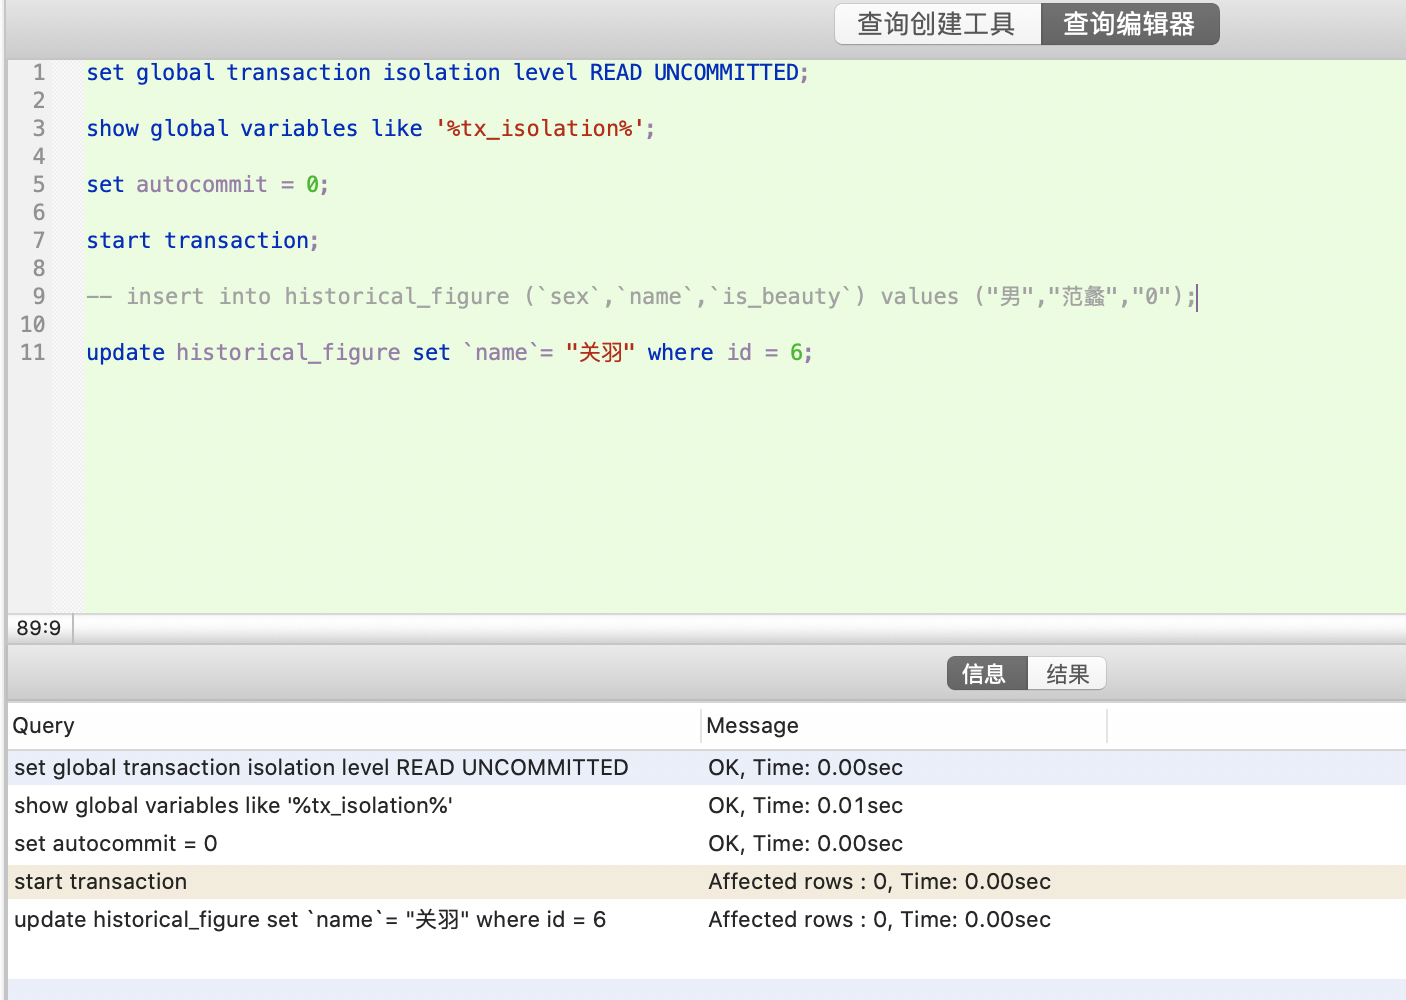 查询创建工具 查询编辑器
1 set global transaction isolation level READ UNCOMMITTED;
2
3 show global variables like '%tx_isolation%';
4
5 set autocommit = 0;
6
7 start transaction;
8
9 -- insert into historical_figure (`sex`,`name`,`is_beauty`) values ("男","范蠡","0");
10
11 update historical_figure set `name`= "关羽" where id = 6;
89:9
信息 结果
Query Message
set global transaction isolation level READ UNCOMMITTED OK, Time: 0.00sec
show global variables like '%tx_isolation%' OK, Time: 0.01sec
set autocommit = 0 OK, Time: 0.00sec
start transaction Affected rows : 0, Time: 0.00sec
update historical_figure set `name`= "关羽" where id = 6 Affected rows : 0, Time: 0.00sec